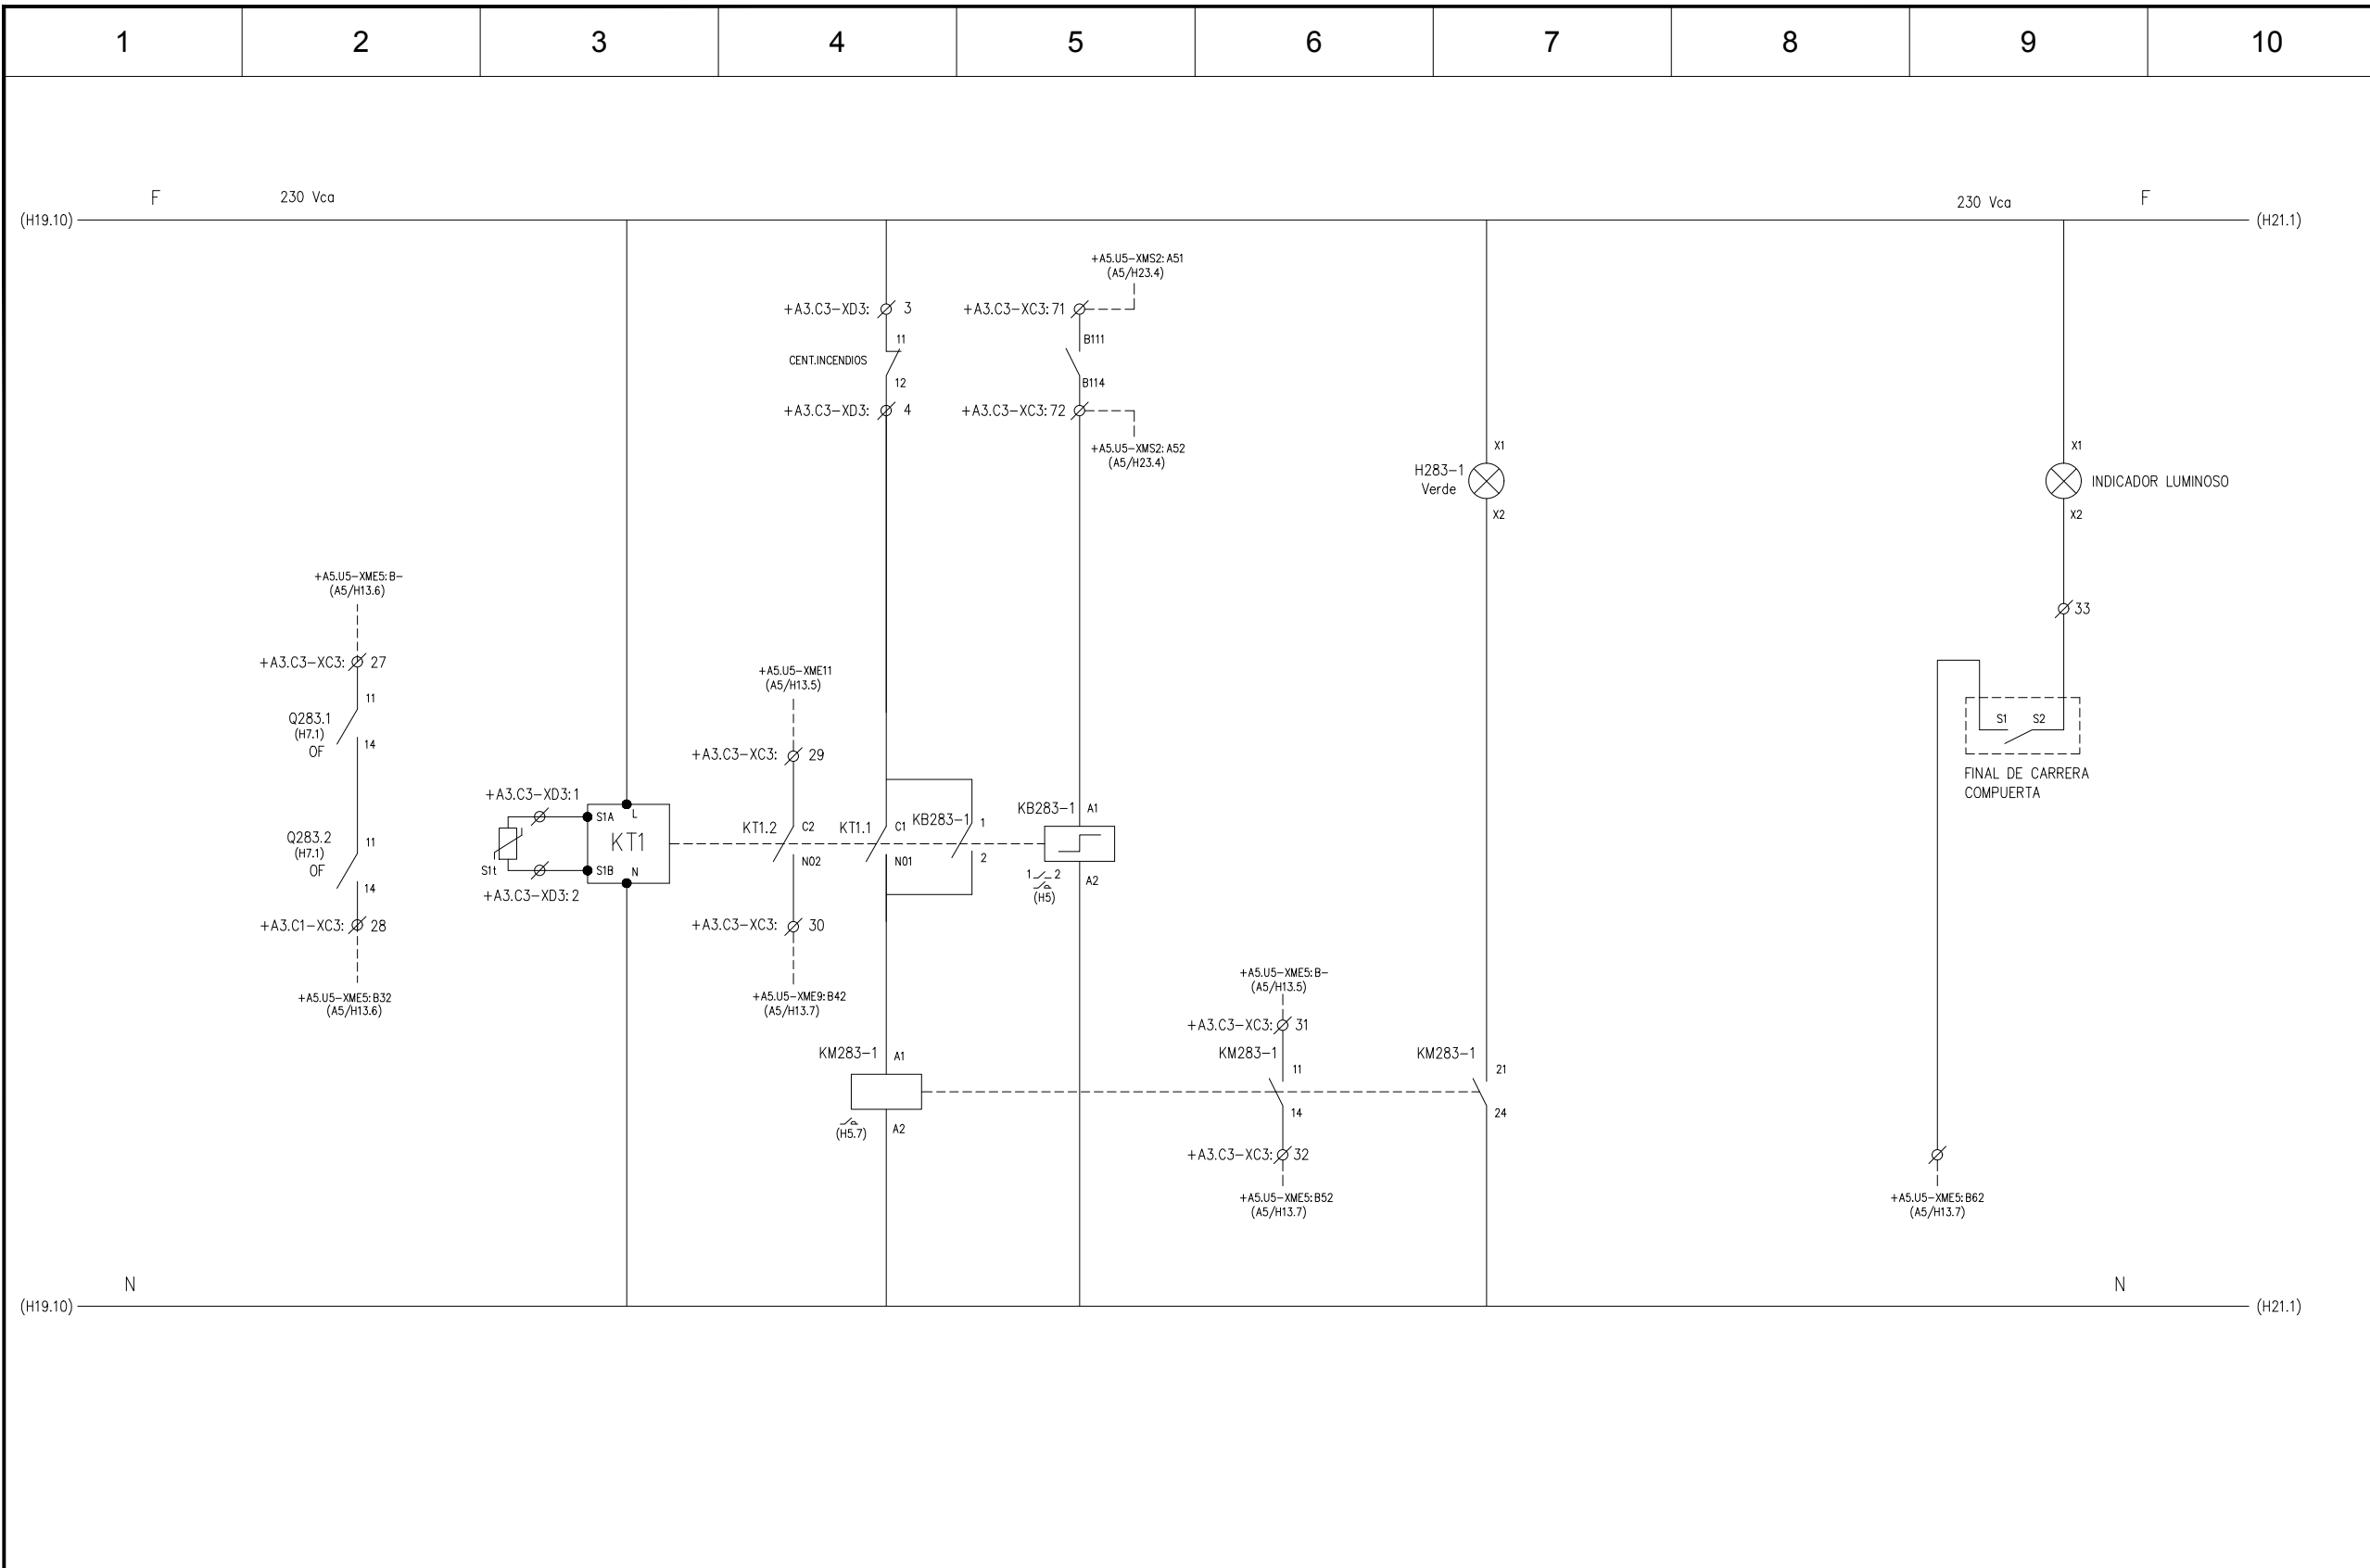 1 2 3 4 5 6 7 8 9 10
F 230 Vca 230 Vca F
(H19.10) (H21.1)
+A5.U5-XMS2:A51
(A5/H23.4)
+A3.C3-XD3: 3
+A3.C3-XC3:71
11
B111
CENT.INCENDIOS
12
B114
+A3.C3-XD3: 4
+A3.C3-XC3:72
+A5.U5-XMS2:A52
(A5/H23.4)
X1
H283-1
Verde
X2
X1
INDICADOR LUMINOSO
X2
+A5.U5-XME5:B-
(A5/H13.6)
33
+A3.C3-XC3: 27
11
Q283.1
(H7.1)
OF
14
Q283.2
(H7.1)
OF
11
14
+A3.C1-XC3: 28
+A5.U5-XME5:B32
(A5/H13.6)
+A3.C3-XD3:1
S1A L
KT1
S1t
S1B N
+A3.C3-XD3:2
+A5.U5-XME11
(A5/H13.5)
+A3.C3-XC3: 29
KT1.2 C2
NO2
KT1.1 C1
NO1
KB283-1 1
2
+A3.C3-XC3: 30
+A5.U5-XME9:B42
(A5/H13.7)
KB283-1 A1
A2
1 2
(H5)
S1 S2
FINAL DE CARRERA
COMPUERTA
+A5.U5-XME5:B-
(A5/H13.5)
+A3.C3-XC3: 31
KM283-1 A1
A2
(H5.7)
KM283-1
11
14
KM283-1
21
24
+A3.C3-XC3: 32
+A5.U5-XME5:B52
(A5/H13.7)
+A5.U5-XME5:B62
(A5/H13.7)
N N
(H19.10) (H21.1)